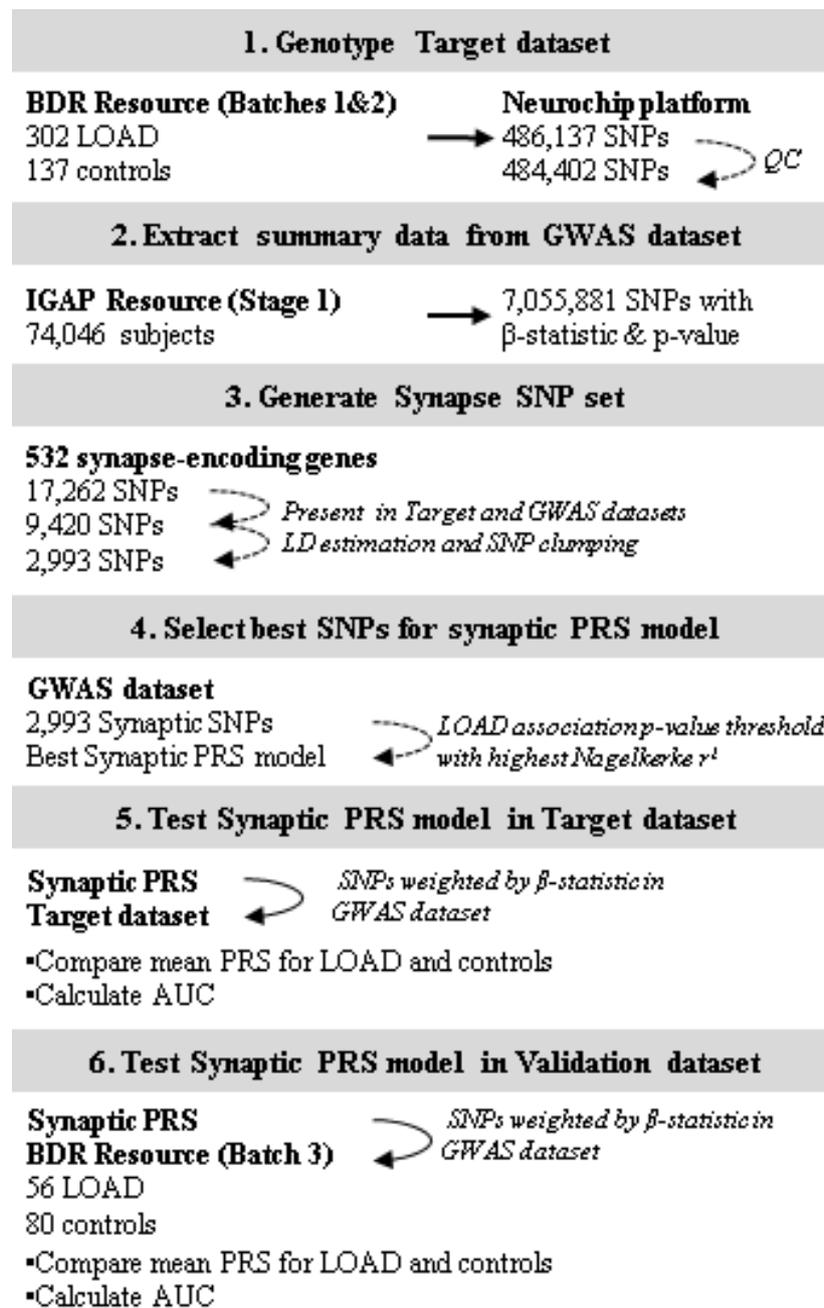 1. Genotype Target dataset
BDR Resource (Batches 1&2)
Neurochip platform
302 LOAD
486,137 SNPs
137 controls
484,402 SNPs
QC
2. Extract summary data from GWAS dataset
IGAP Resource (Stage 1)
7,055,881 SNPs with
74,046 subjects
β-statistic & p-value
3. Generate Synapse SNP set
532 synapse-encoding genes
17,262 SNPs
Present in Target and GWAS datasets
9,420 SNPs
LD estimation and SNP clumping
2,993 SNPs
4. Select best SNPs for synaptic PRS model
GWAS dataset
2,993 Synaptic SNPs
LOAD association p-value threshold
Best Synaptic PRS model
with highest Nagelkerke r²
5. Test Synaptic PRS model in Target dataset
Synaptic PRS
SNPs weighted by β-statistic in
Target dataset
GWAS dataset
▪Compare mean PRS for LOAD and controls
▪Calculate AUC
6. Test Synaptic PRS model in Validation dataset
Synaptic PRS
SNPs weighted by β-statistic in
BDR Resource (Batch 3)
GWAS dataset
56 LOAD
80 controls
▪Compare mean PRS for LOAD and controls
▪Calculate AUC